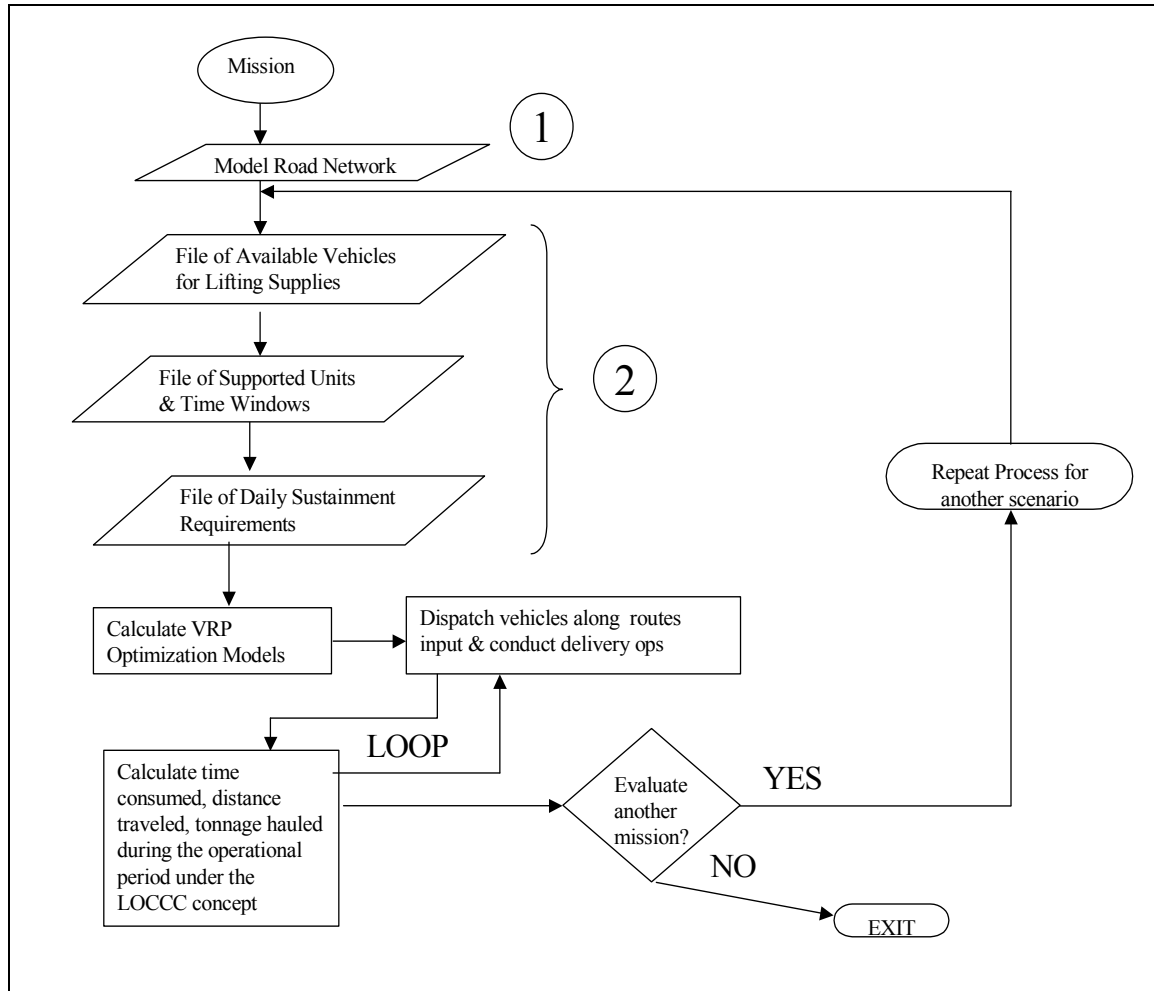 Mission
1
Model Road Network
File of Available Vehicles
for Lifting Supplies
File of Supported Units
& Time Windows
2
File of Daily Sustainment
Requirements
Repeat Process for
another scenario
Calculate VRP
Optimization Models
Dispatch vehicles along routes
input & conduct delivery ops
LOOP
Calculate time
consumed, distance
traveled, tonnage hauled
during the operational
period under the
LOCCC concept
Evaluate
another
mission?
YES
NO
EXIT